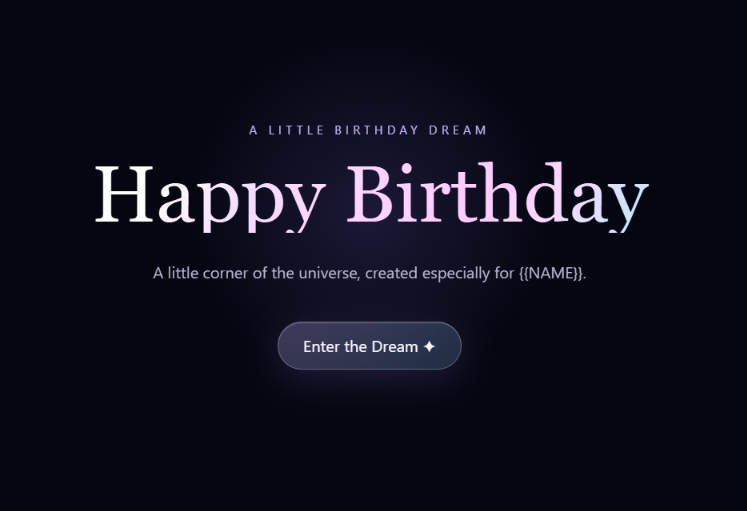 A LITTLE BIRTHDAY DREAM
Happy Birthday
A little corner of the universe, created especially for {{NAME}}.
Enter the Dream ✦